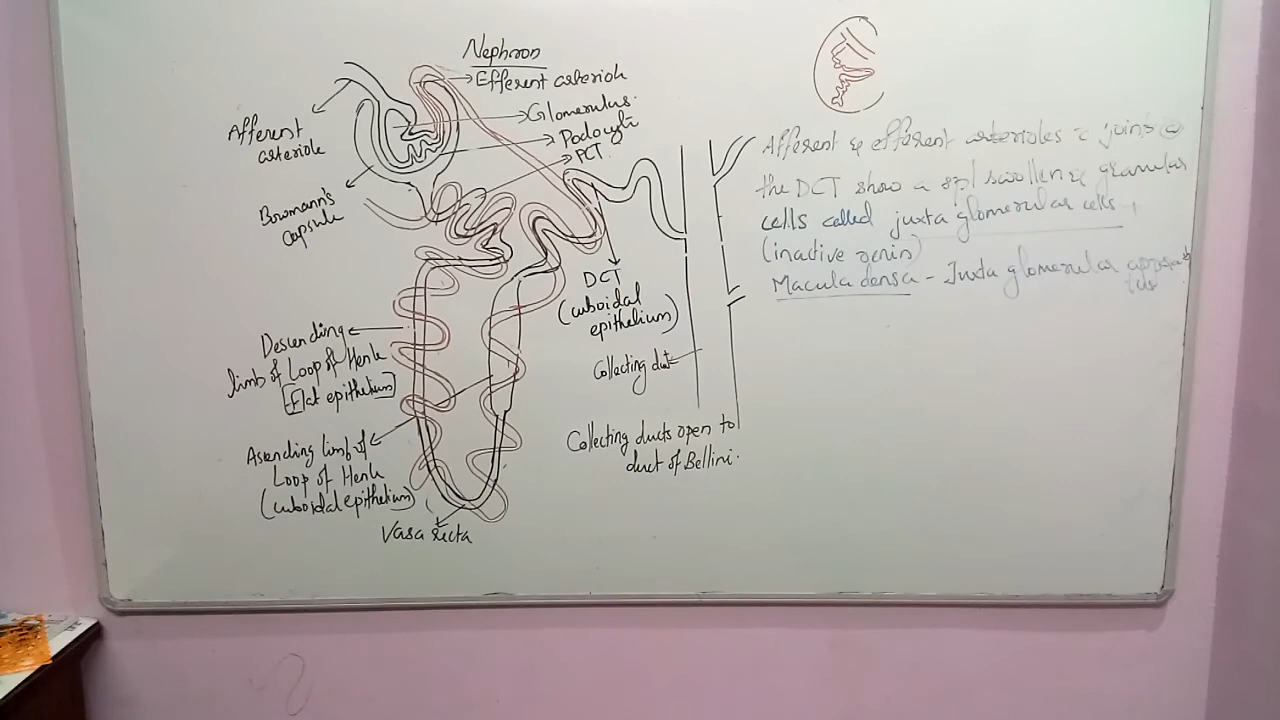 Nephron
Efferent arteriole
Glomerulus.
Podocyte
PCT.
Afferent
arteriole
Bowmann's
Capsule
Descending
limb of Loop of Henle
(Flat epithelium)
Ascending limb of
Loop of Henle
(cuboidal epithelium)
Vasa recta
DCT
(cuboidal
epithelium)
Collecting duct
Collecting ducts open to
duct of Bellini.
Afferent & efferent arterioles joins
the DCT show a spl swollen & granular
cells called juxta glomerular cells
(inactive renin)
Macula densa - Juxta glomerular